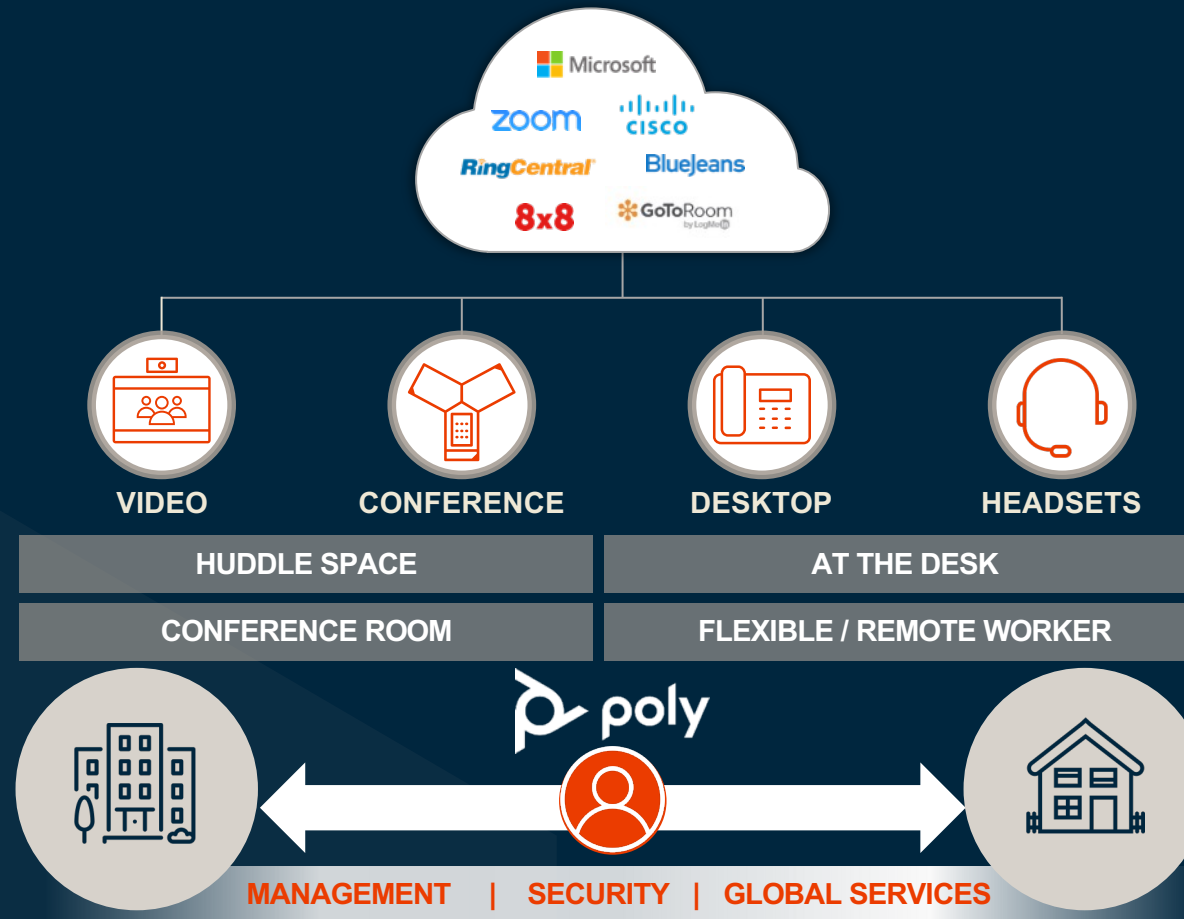 Microsoft
zoom
CISCO
RingCentral
BlueJeans
8x8
GoToRoom
by LogMeIn
VIDEO
CONFERENCE
DESKTOP
HEADSETS
HUDDLE SPACE
AT THE DESK
CONFERENCE ROOM
FLEXIBLE / REMOTE WORKER
poly
MANAGEMENT | SECURITY | GLOBAL SERVICES